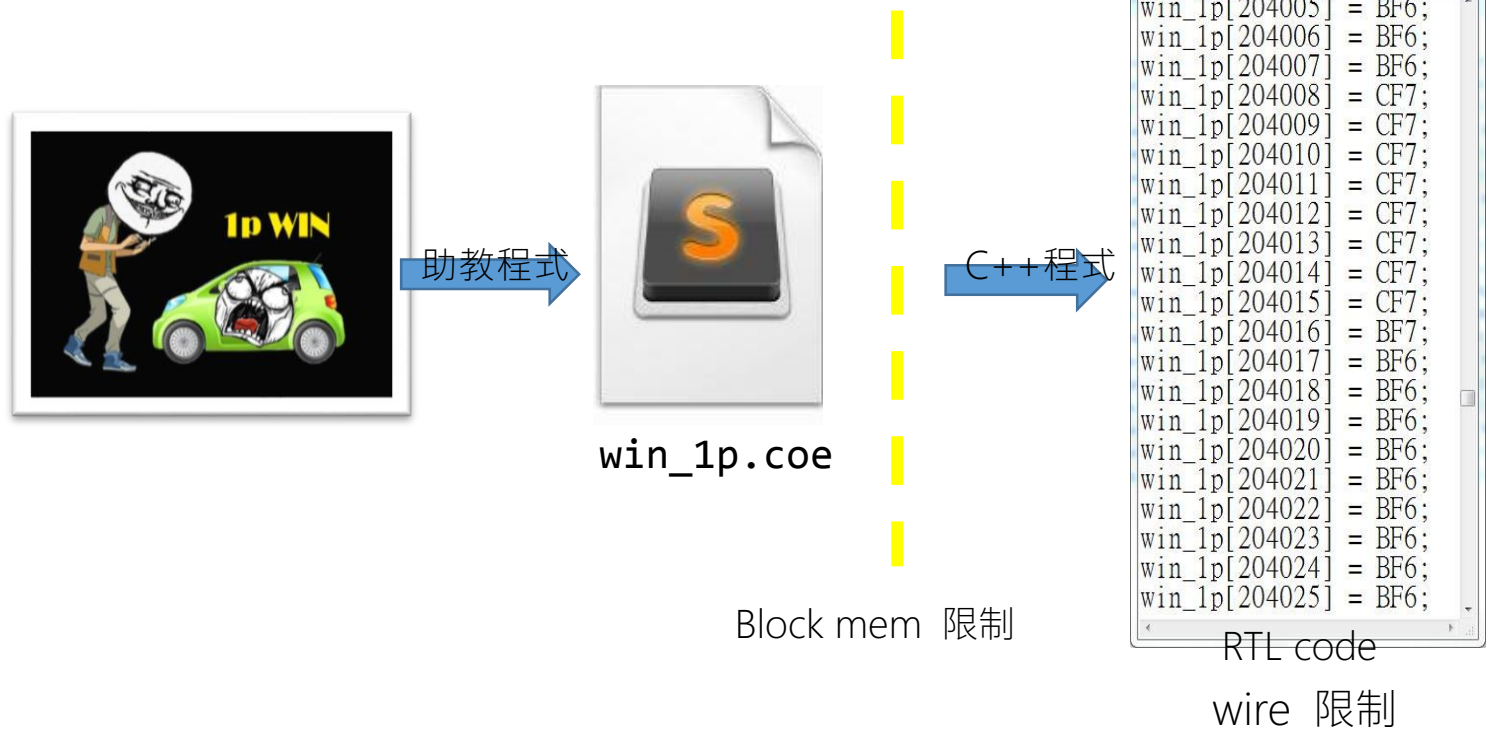 1p WIN
助教程式
S
win_1p.coe
Block mem 限制
C++程式
win_1p[204005] = BF6;
win_1p[204006] = BF6;
win_1p[204007] = BF6;
win_1p[204008] = CF7;
win_1p[204009] = CF7;
win_1p[204010] = CF7;
win_1p[204011] = CF7;
win_1p[204012] = CF7;
win_1p[204013] = CF7;
win_1p[204014] = CF7;
win_1p[204015] = CF7;
win_1p[204016] = BF7;
win_1p[204017] = BF6;
win_1p[204018] = BF6;
win_1p[204019] = BF6;
win_1p[204020] = BF6;
win_1p[204021] = BF6;
win_1p[204022] = BF6;
win_1p[204023] = BF6;
win_1p[204024] = BF6;
win_1p[204025] = BF6;
RTL code
wire 限制